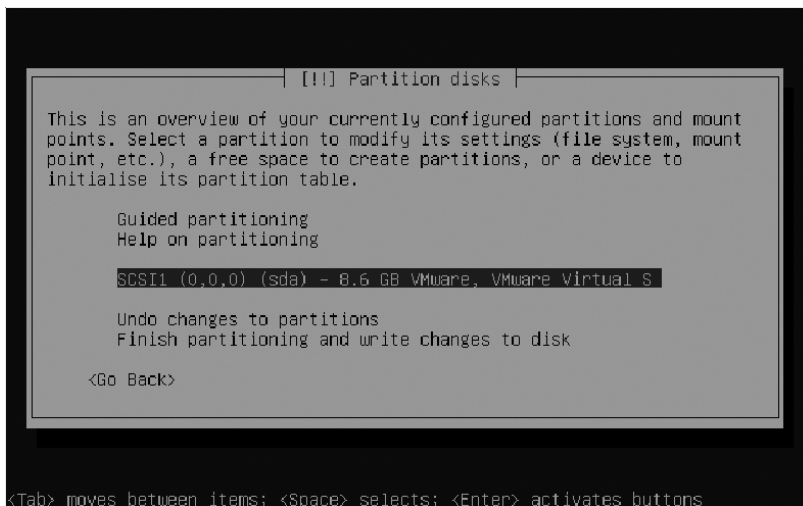 [!!] Partition disks
This is an overview of your currently configured partitions and mount
points. Select a partition to modify its settings (file system, mount
point, etc.), a free space to create partitions, or a device to
initialise its partition table.
Guided partitioning
Help on partitioning
SCSI1 (0,0,0) (sda) - 8.6 GB VMware, VMware Virtual S
Undo changes to partitions
Finish partitioning and write changes to disk
<Go Back>
<Tab> moves between items; <Space> selects; <Enter> activates buttons